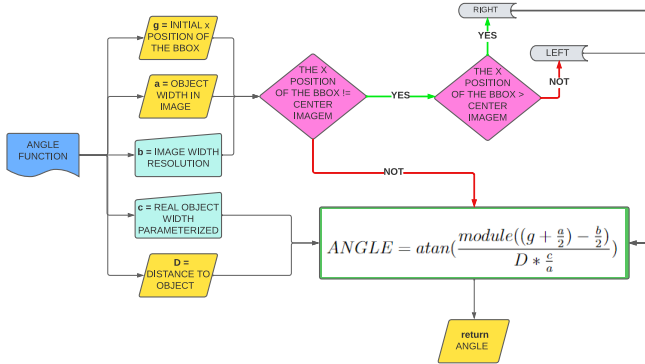 RIGHT
g = INITIAL x
POSITION OF
THE BBOX
YES
LEFT
THE X
POSITION
OF THE BBOX !=
CENTER
IMAGEM
THE X
POSITION
OF THE BBOX >
CENTER
IMAGEM
NOT
a = OBJECT
WIDTH IN
IMAGE
YES
ANGLE
FUNCTION
b = IMAGE WIDTH
RESOLUTION
NOT
c = REAL OBJECT
WIDTH
PARAMETERIZED
ANGLE = atan(module((g + a/2) − b/2) / D * c/a)
D =
DISTANCE TO
OBJECT
return
ANGLE